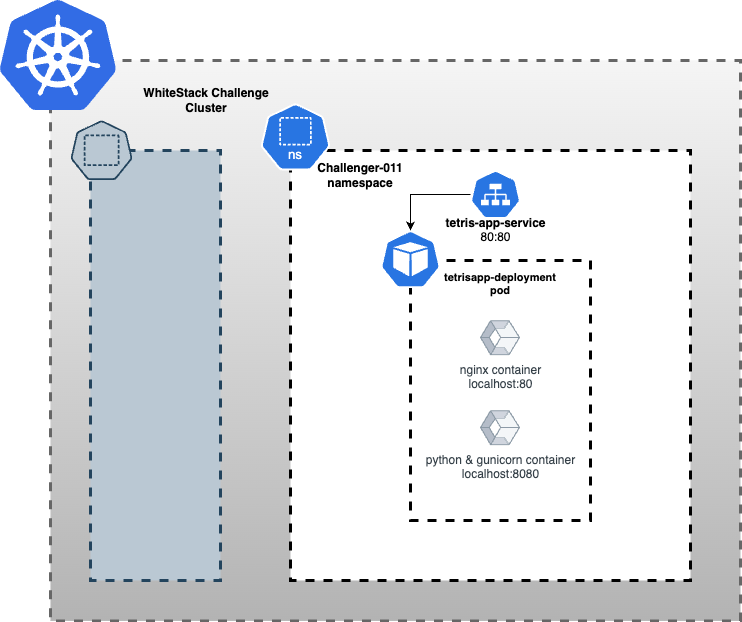 WhiteStack Challenge
Cluster
ns
Challenger-011
namespace
tetris-app-service
80:80
tetrisapp-deployment
pod
nginx container
localhost:80
python & gunicorn container
localhost:8080